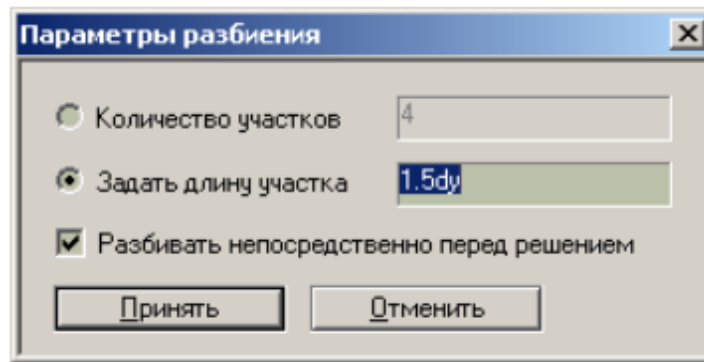 Параметры разбиения
Количество участков 4
Задать длину участка 1.5dy
Разбивать непосредственно перед решением
Принять Отменить